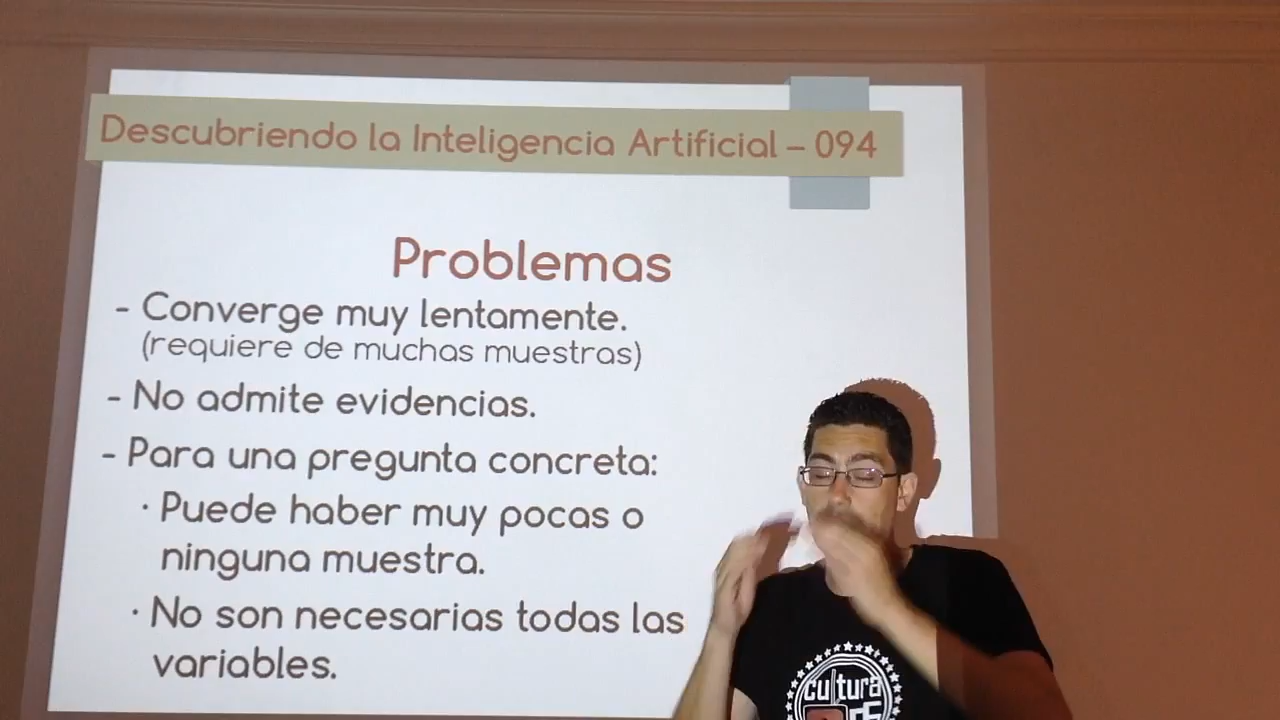 Descubriendo la Inteligencia Artificial – 094
Problemas
- Converge muy lentamente.
(requiere de muchas muestras)
- No admite evidencias.
- Para una pregunta concreta:
· Puede haber muy pocas o
ninguna muestra.
· No son necesarias todas las
variables.
cultura